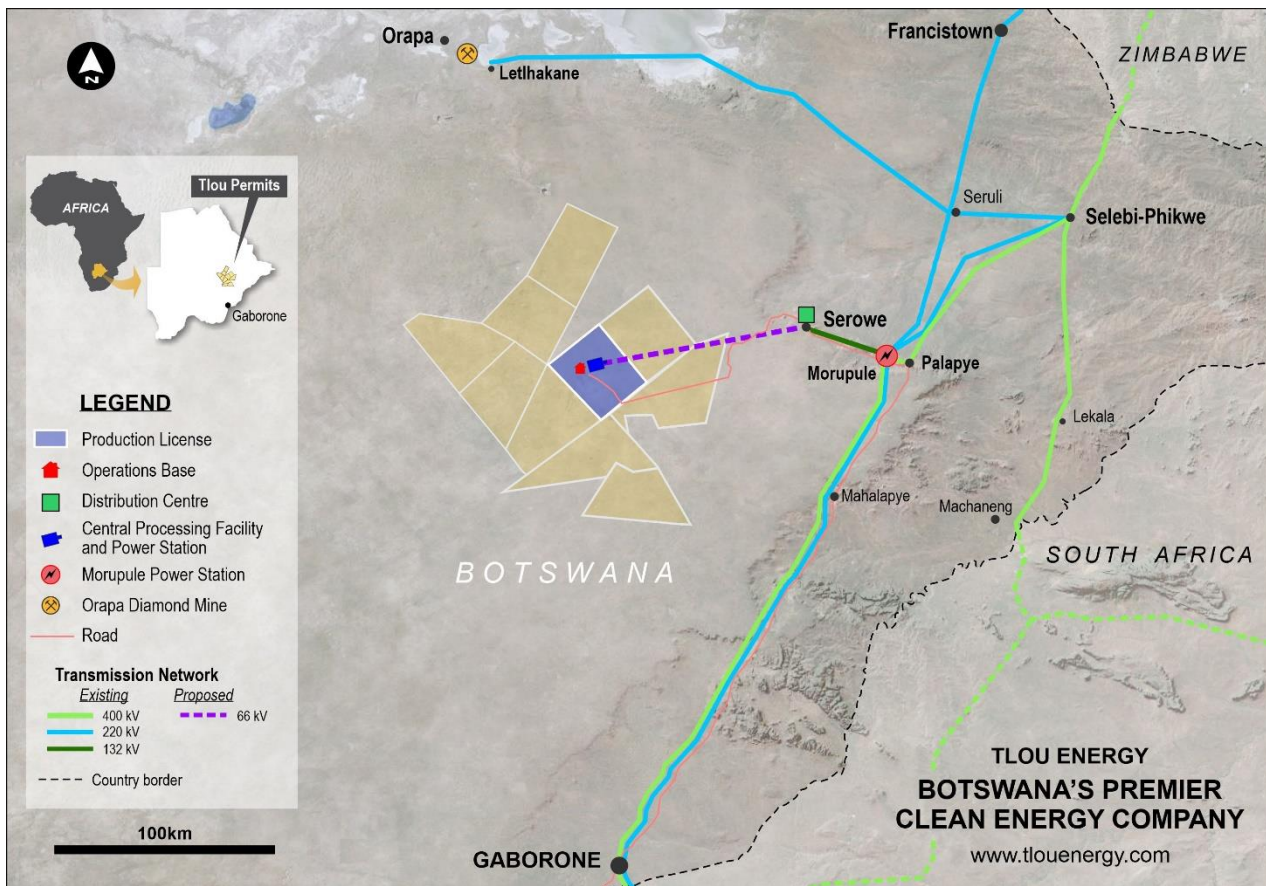 Orapa
Letlhakane
Francistown
ZIMBABWE
N
Tlou Permits
AFRICA
Gaborone
Seruli
Selebi-Phikwe
Serowe
Morupule
Palapye
Lekala
Mahalapye
Machaneng
BOTSWANA
SOUTH AFRICA
GABORONE
LEGEND
Production License
Operations Base
Distribution Centre
Central Processing Facility
and Power Station
Morupule Power Station
Orapa Diamond Mine
Road
Transmission Network
Existing Proposed
400 kV 66 kV
220 kV
132 kV
Country border
100km
TLOU ENERGY
BOTSWANA'S PREMIER
CLEAN ENERGY COMPANY
www.tlouenergy.com